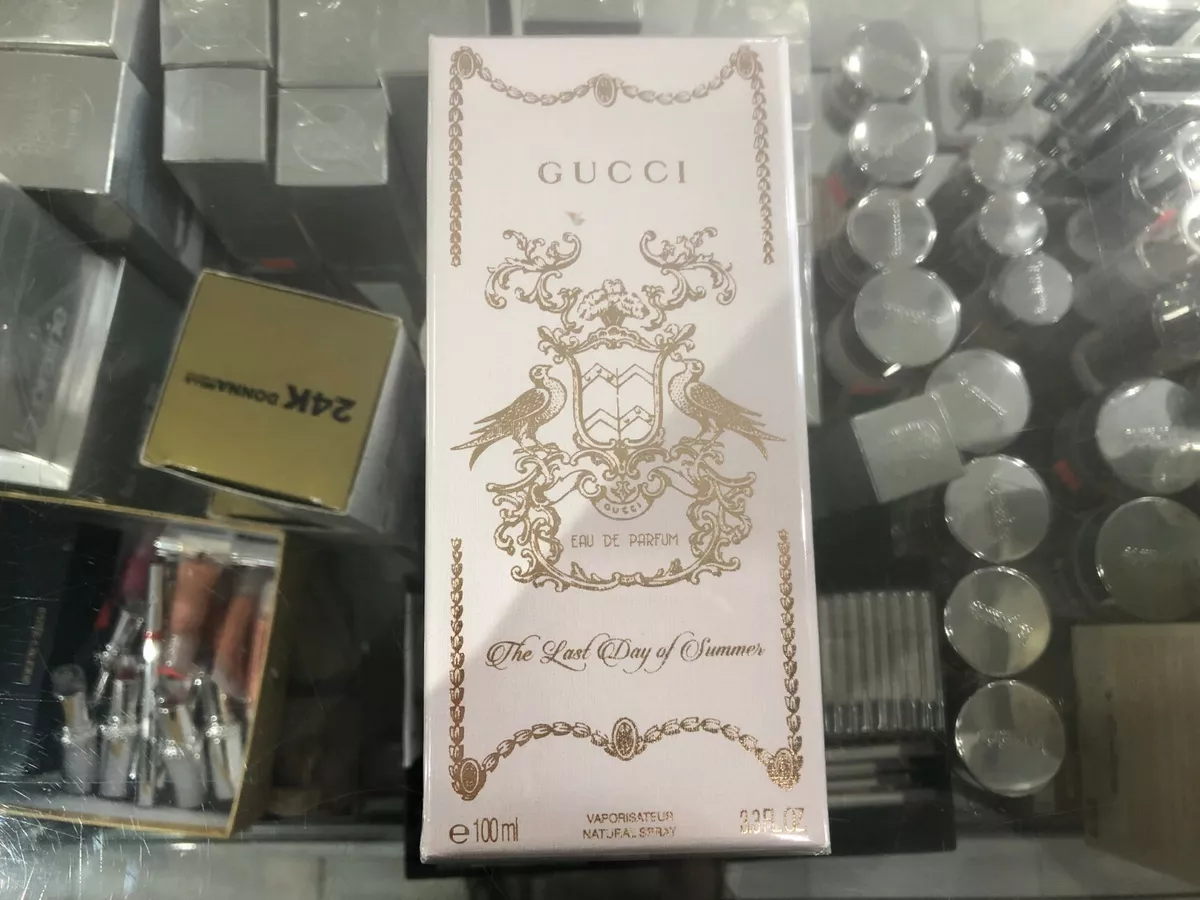 GUCCI
GUCCI
EAU DE PARFUM
The Last Day of Summer
e 100 ml
VAPORISATEUR
NATURAL SPRAY
3.3 FL.OZ
24K DONNA